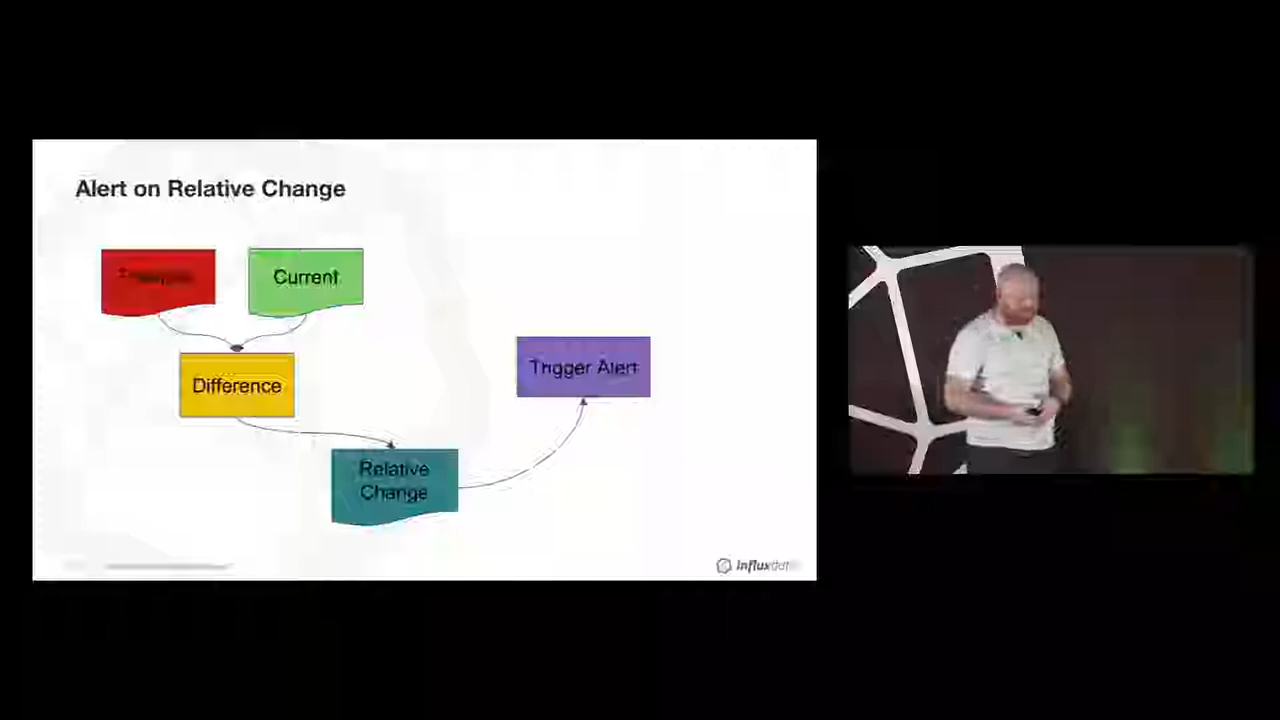 Alert on Relative Change
Current
Difference
Trigger Alert
Relative
Change
influxdata